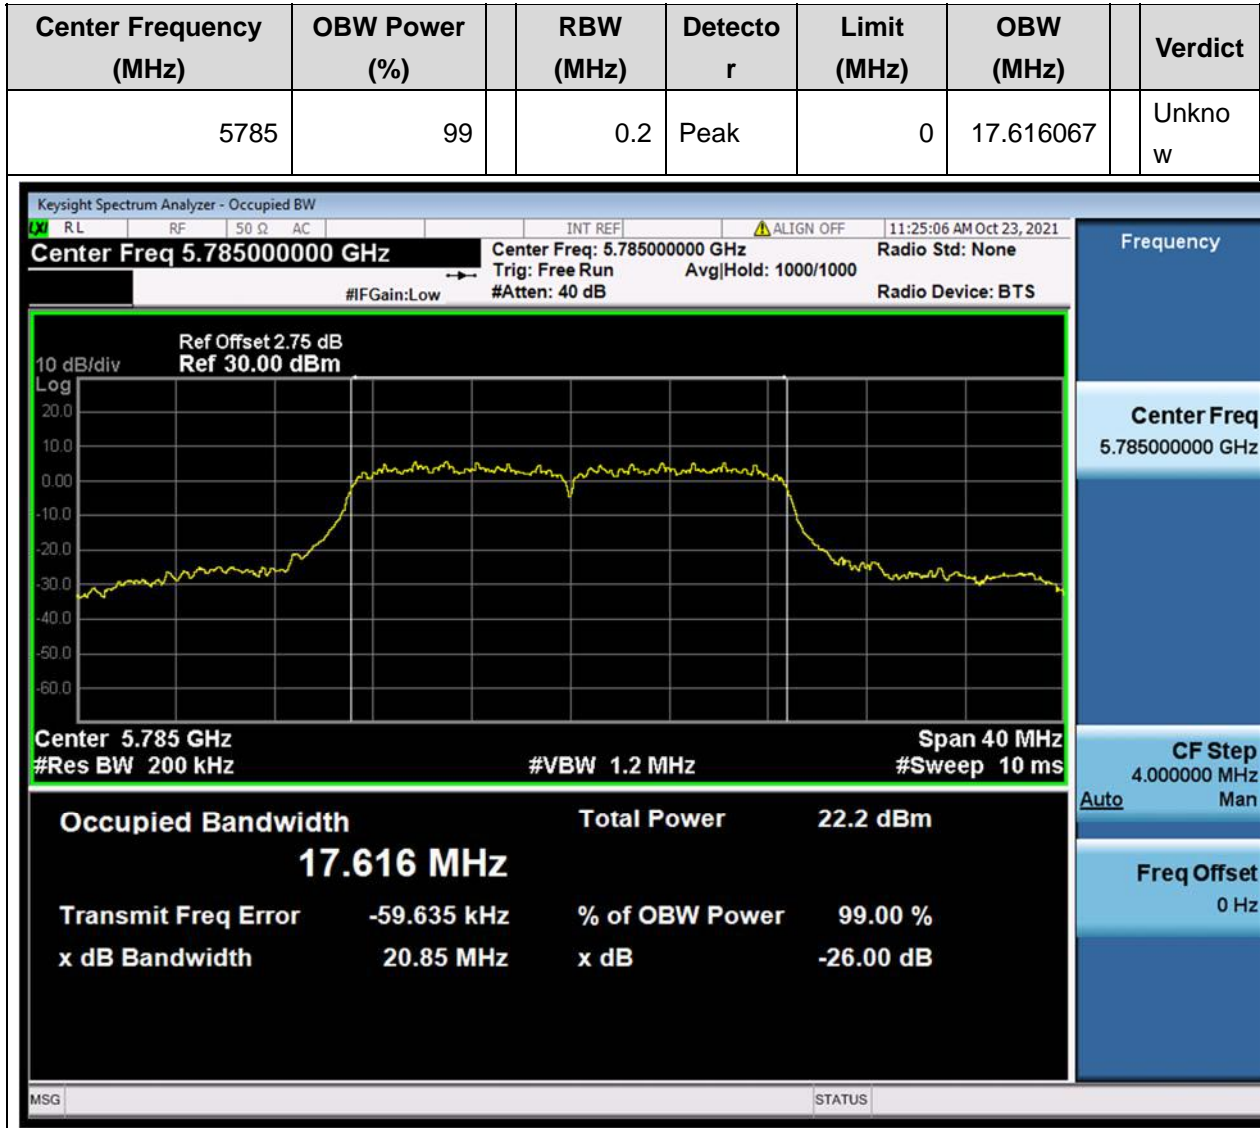 Center Frequency (MHz) OBW Power (%) RBW (MHz) Detecto r Limit (MHz) OBW (MHz) Verdict
5785 99 0.2 Peak 0 17.616067 Unkno w
Keysight Spectrum Analyzer - Occupied BW
LXI RL RF 50 Ω AC INT REF ALIGN OFF 11:25:06 AM Oct 23, 2021
Center Freq 5.785000000 GHz
Center Freq: 5.785000000 GHz Radio Std: None
Trig: Free Run Avg|Hold: 1000/1000
#IFGain:Low #Atten: 40 dB Radio Device: BTS
Frequency
Ref Offset 2.75 dB
10 dB/div Ref 30.00 dBm
Log
20.0
10.0
0.00
-10.0
-20.0
-30.0
-40.0
-50.0
-60.0
Center 5.785 GHz Span 40 MHz
#Res BW 200 kHz #VBW 1.2 MHz #Sweep 10 ms
Center Freq
5.785000000 GHz
CF Step
4.000000 MHz
Auto Man
Freq Offset
0 Hz
Occupied Bandwidth Total Power 22.2 dBm
17.616 MHz
Transmit Freq Error -59.635 kHz % of OBW Power 99.00 %
x dB Bandwidth 20.85 MHz x dB -26.00 dB
MSG STATUS